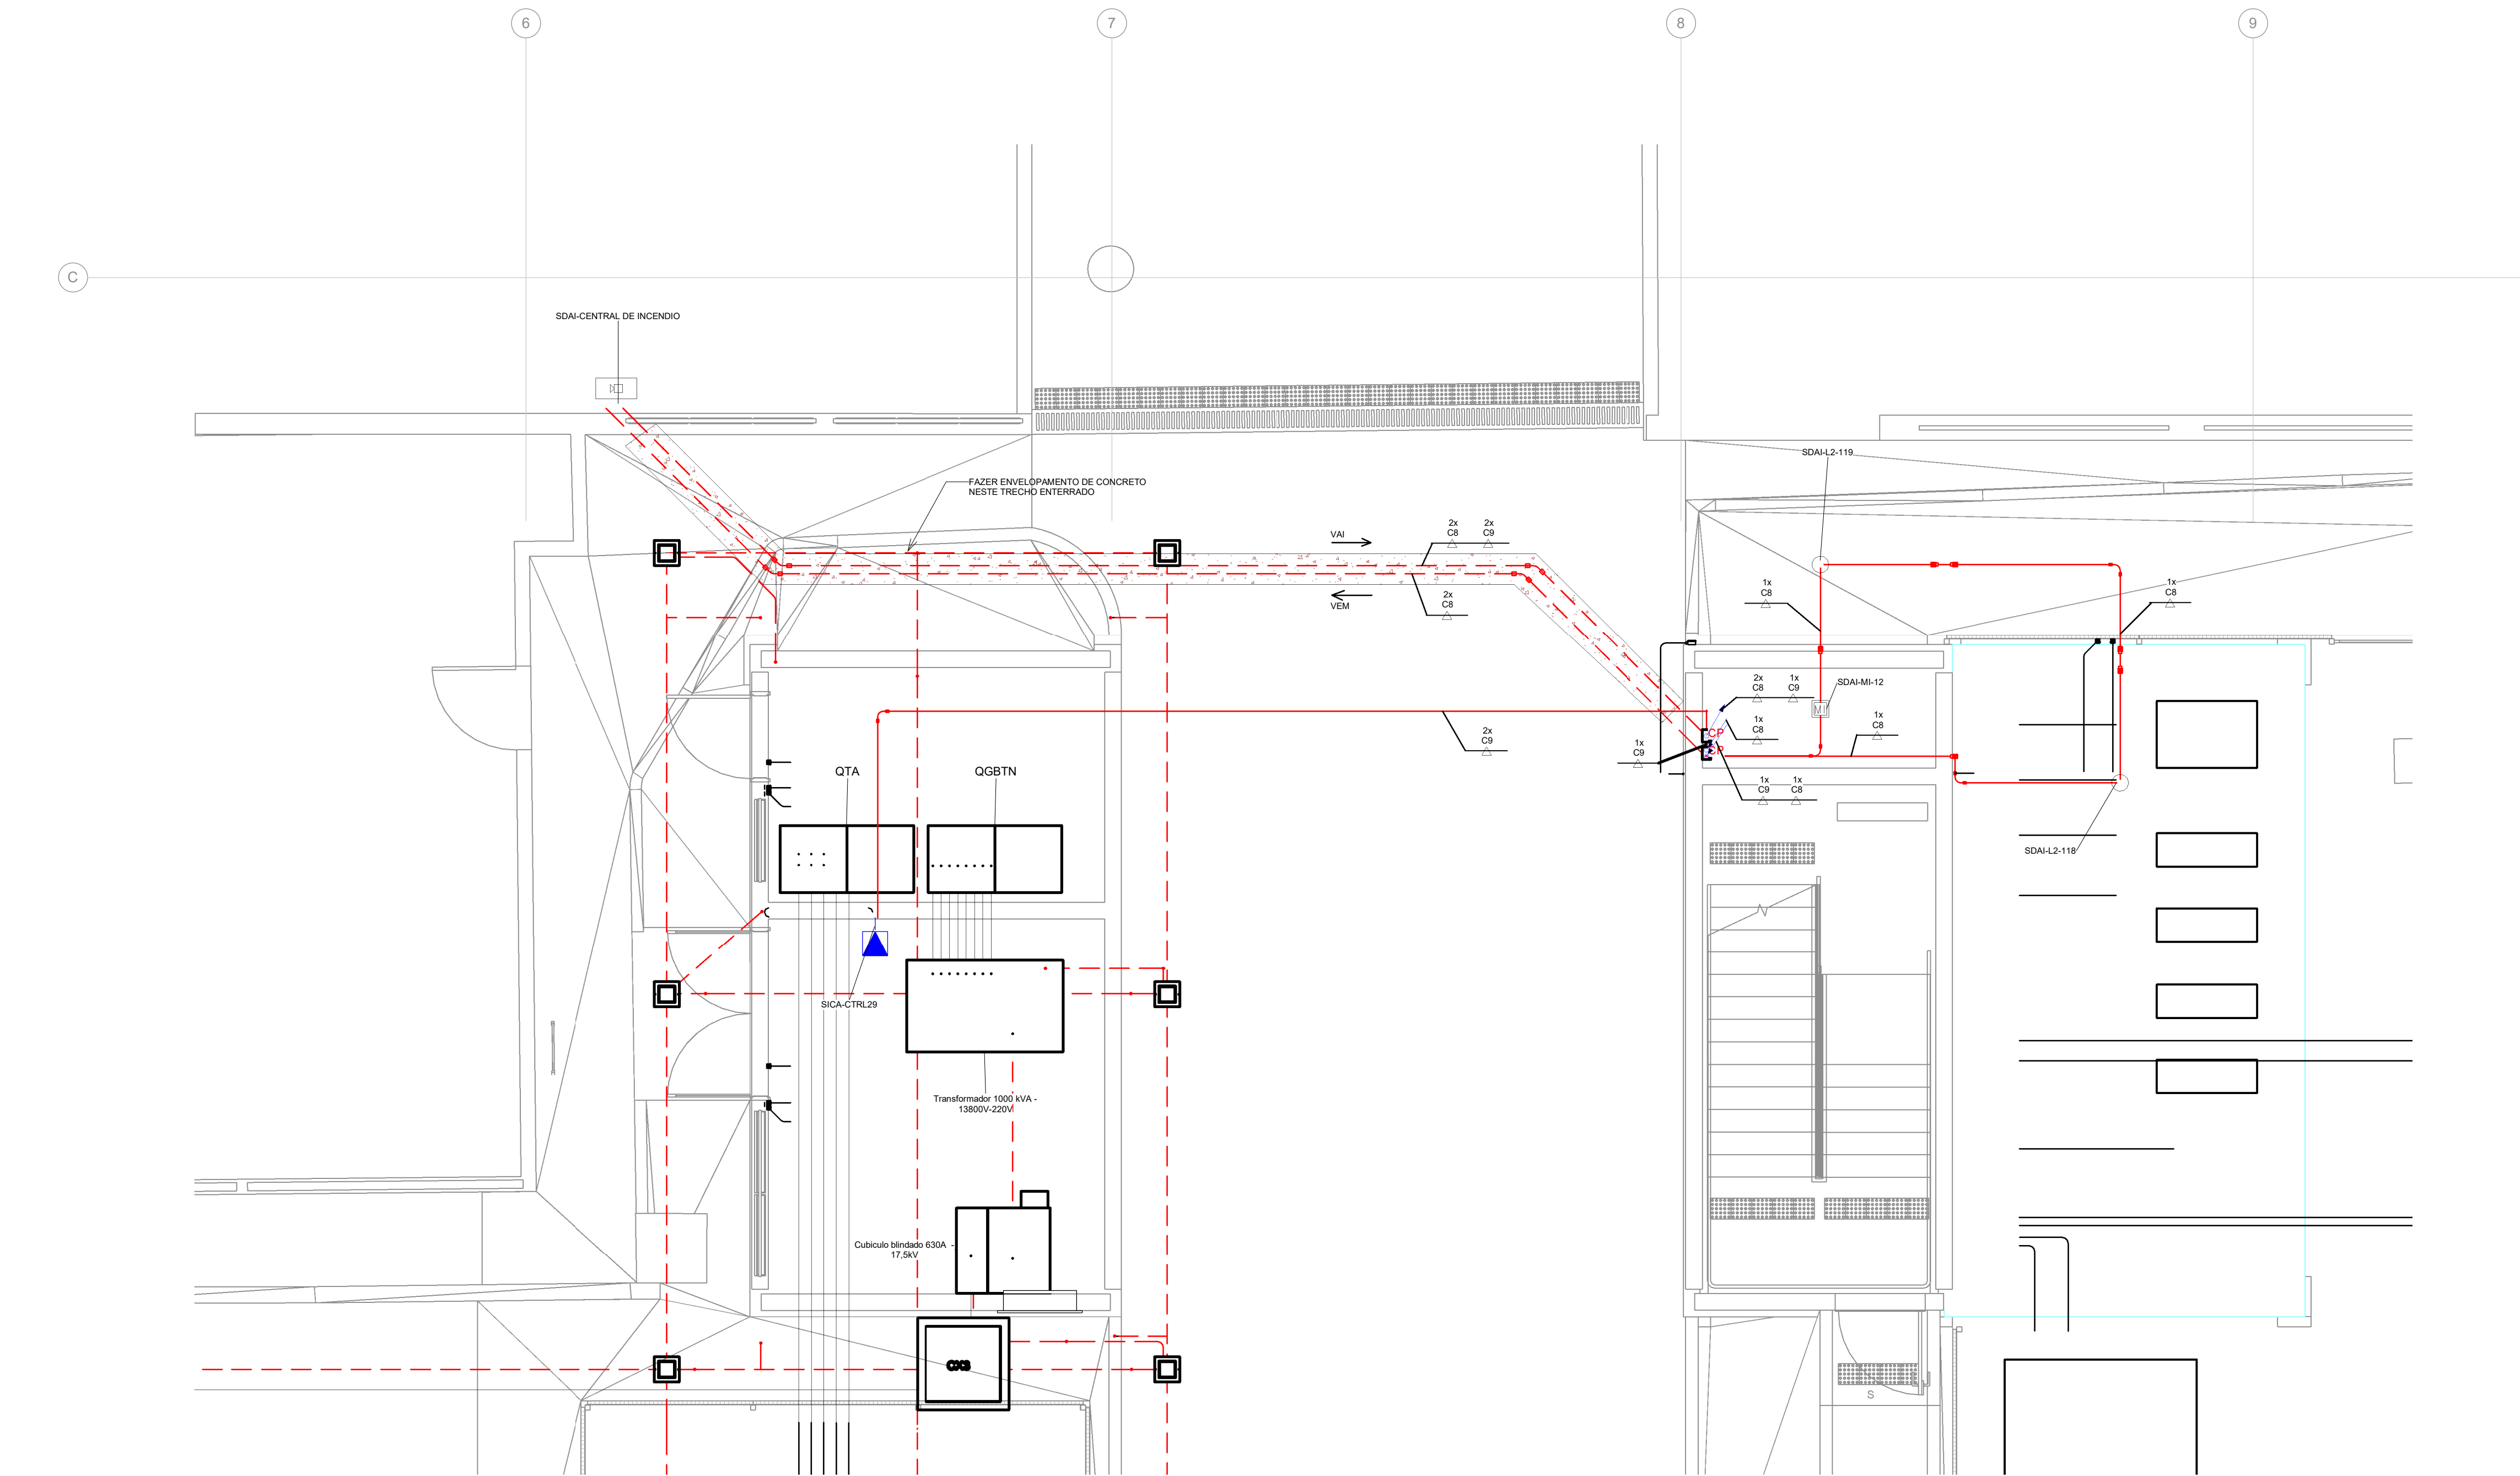 6
7
8
9
C
SDAI-CENTRAL DE INCENDIO
SDAI-L2-119
FAZER ENVELOPAMENTO DE CONCRETO
NESTE TRECHO ENTERRADO
VAI
2x 2x
C8 C9
VEM
2x
C8
1x
C8
1x
C8
2x 1x
C8 C9
SDAI-MI-12
MI
1x
C8
1x
C8
CP
CP
2x
C9
1x
C9
1x 1x
C9 C8
QTA
QGBTN
SDAI-L2-118
SICA-CTRL29
Transformador 1000 kVA -
13800V-220V
Cubiculo blindado 630A -
17,5kV
S